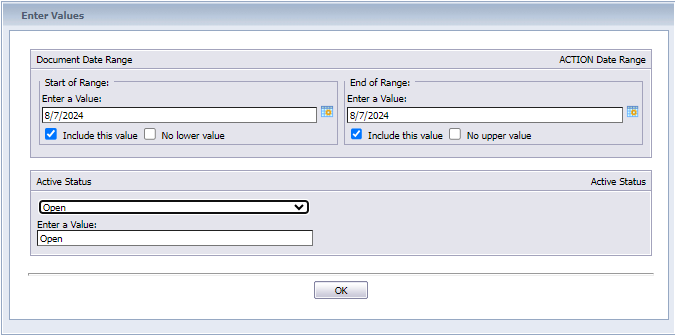 Enter Values
Document Date Range ACTION Date Range
Start of Range: End of Range:
Enter a Value: Enter a Value:
8/7/2024 8/7/2024
Include this value No lower value Include this value No upper value
Active Status Active Status
Open
Enter a Value:
Open
OK